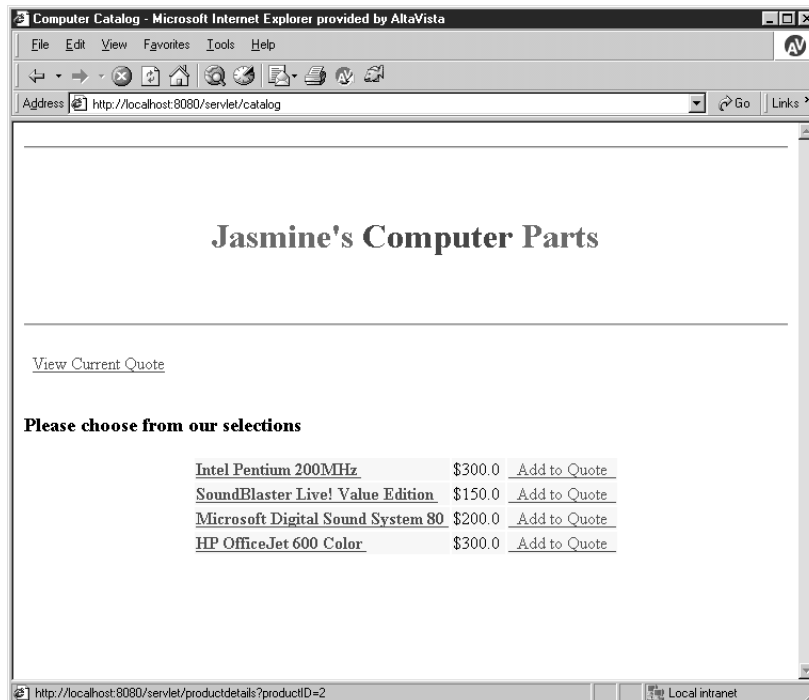 Computer Catalog - Microsoft Internet Explorer provided by AltaVista
File Edit View Favorites Tools Help
Address http://localhost:8080/servlet/catalog Go Links
Jasmine's Computer Parts
View Current Quote
Please choose from our selections
Intel Pentium 200MHz $300.0 Add to Quote
SoundBlaster Live! Value Edition $150.0 Add to Quote
Microsoft Digital Sound System 80 $200.0 Add to Quote
HP OfficeJet 600 Color $300.0 Add to Quote
http://localhost:8080/servlet/productdetails?productID=2 Local intranet